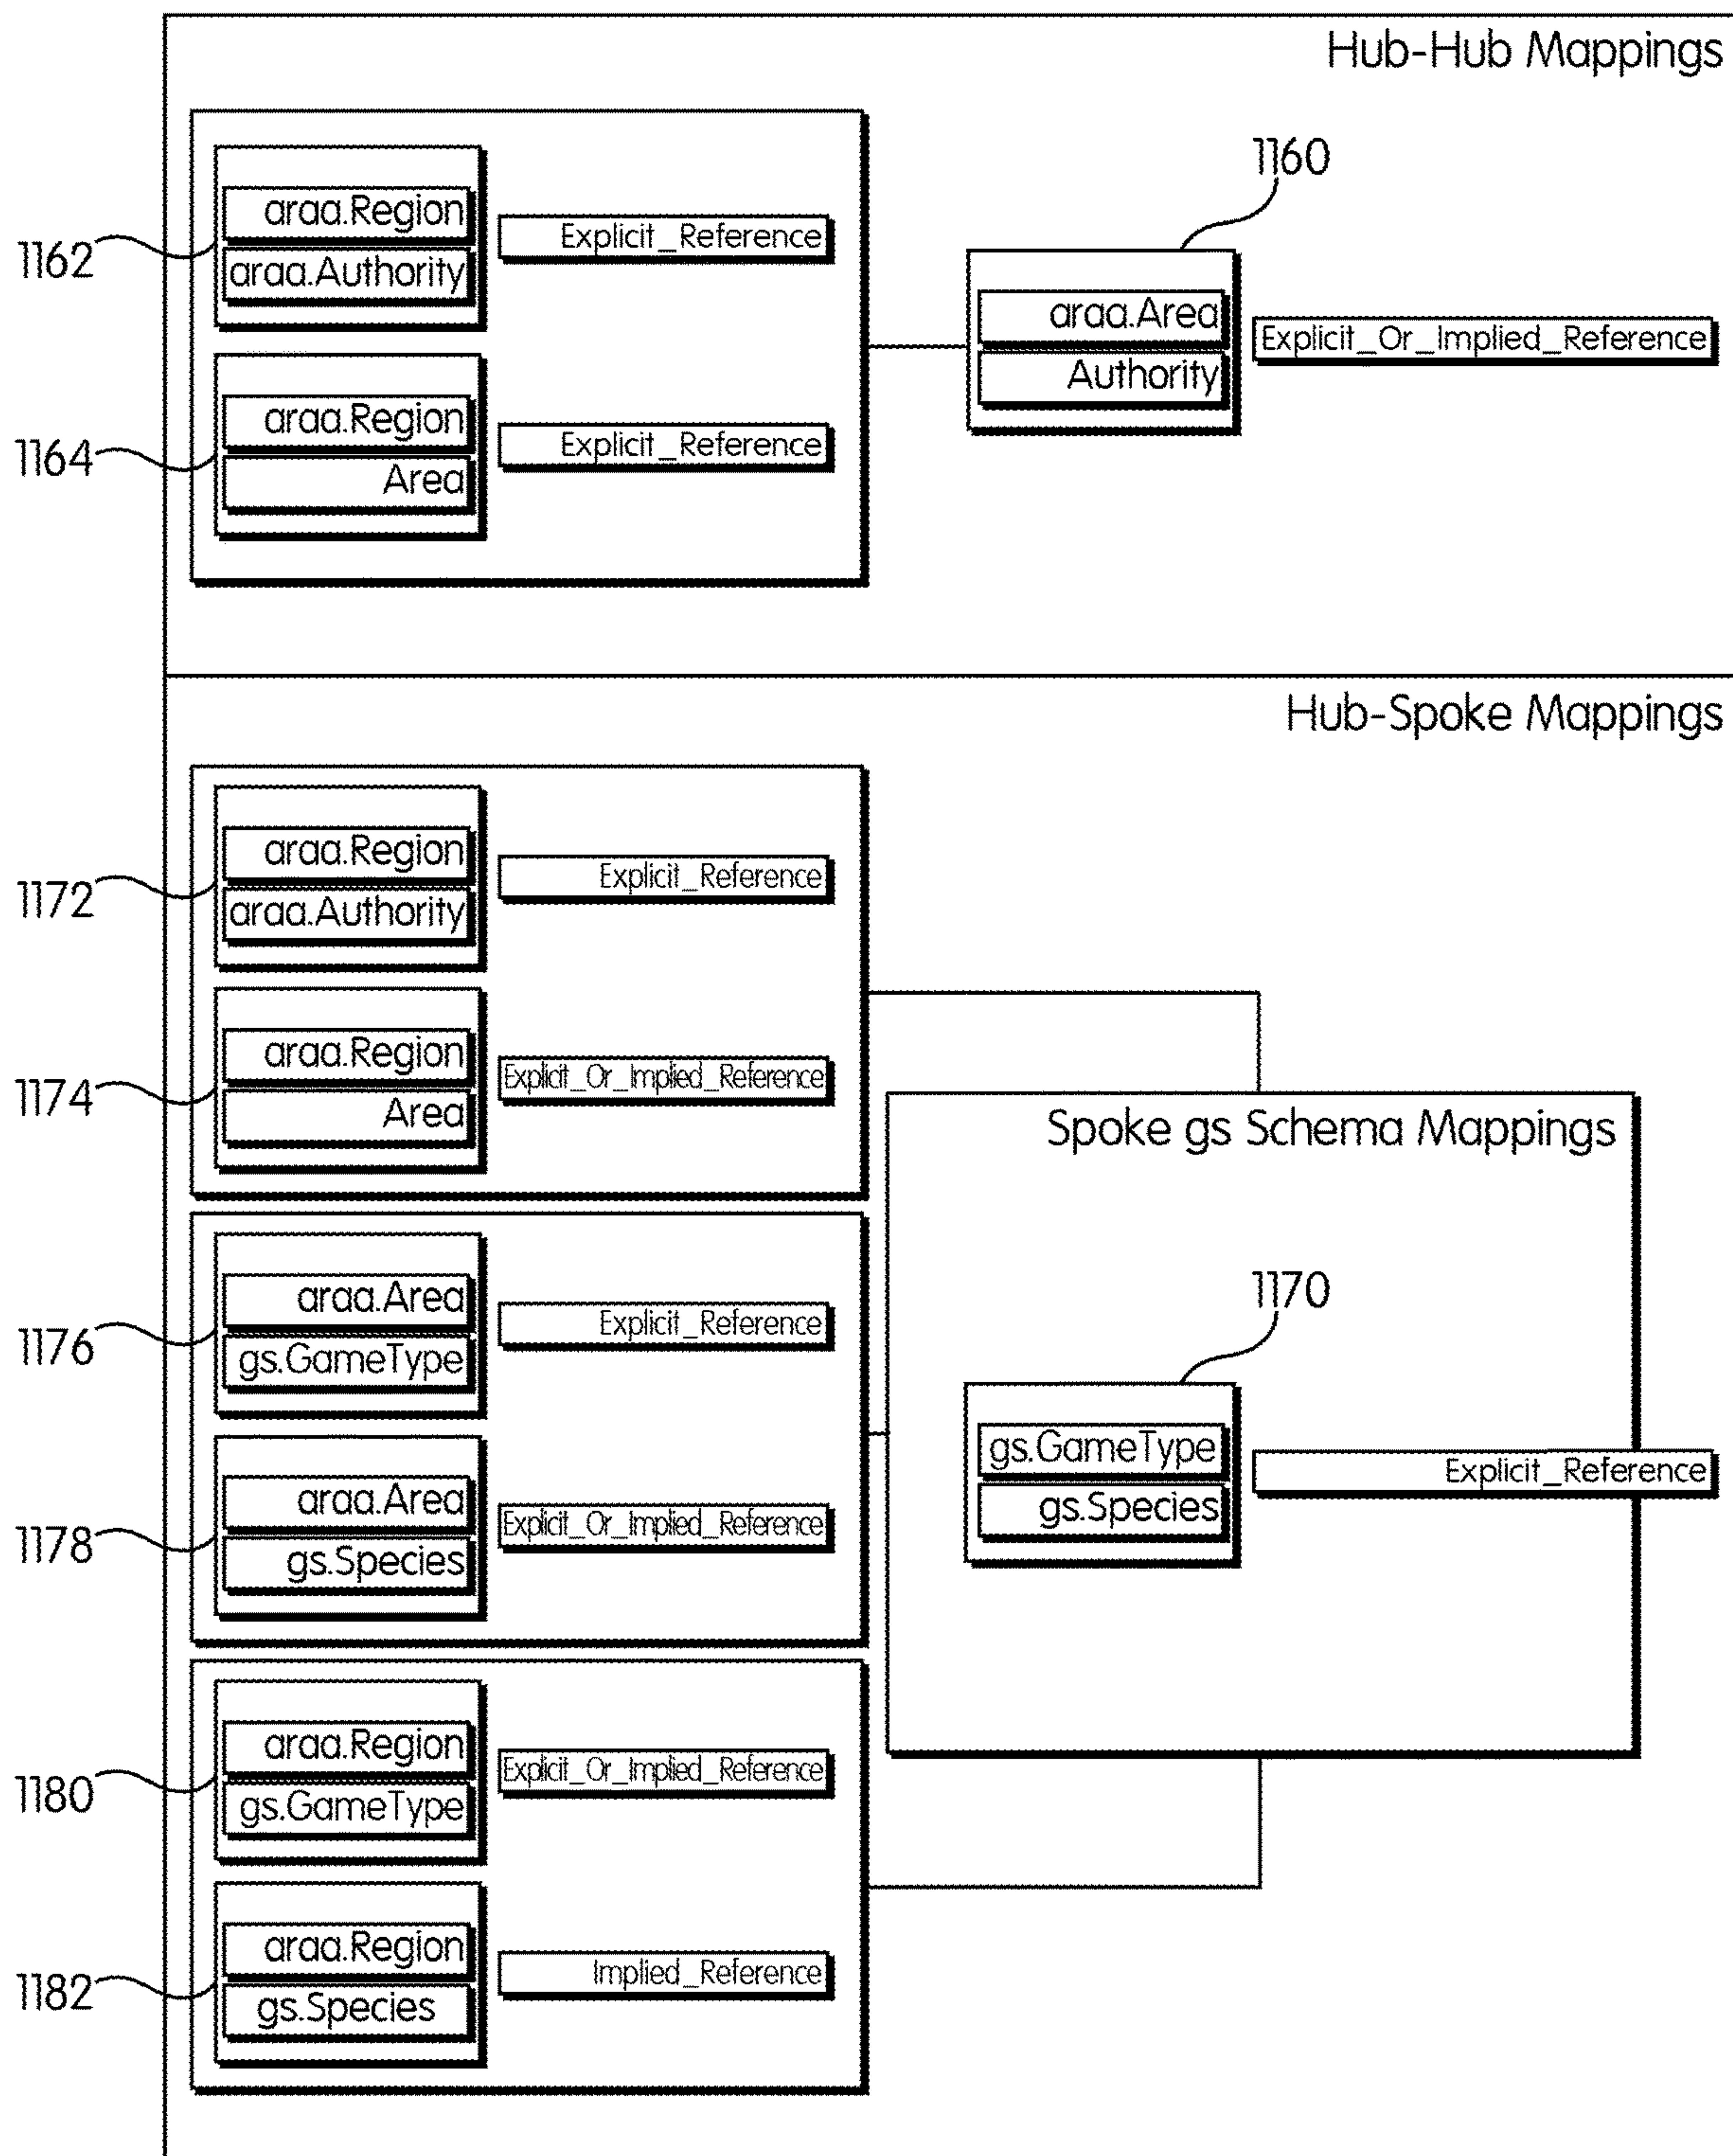 Hub-Hub Mappings
1160
araa.Region
Explicit_Reference
1162
araa.Authority
araa.Area
Explicit_Or_Implied_Reference
Authority
araa.Region
Explicit_Reference
1164
Area
Hub-Spoke Mappings
araa.Region
Explicit_Reference
1172
araa.Authority
araa.Region
Explicit_Or_Implied_Reference
1174
Area
Spoke gs Schema Mappings
araa.Area
Explicit_Reference
1176
gs.GameType
1170
gs.GameType
Explicit_Reference
gs.Species
araa.Area
Explicit_Or_Implied_Reference
1178
gs.Species
araa.Region
Explicit_Or_Implied_Reference
1180
gs.GameType
araa.Region
Implied_Reference
1182
gs.Species